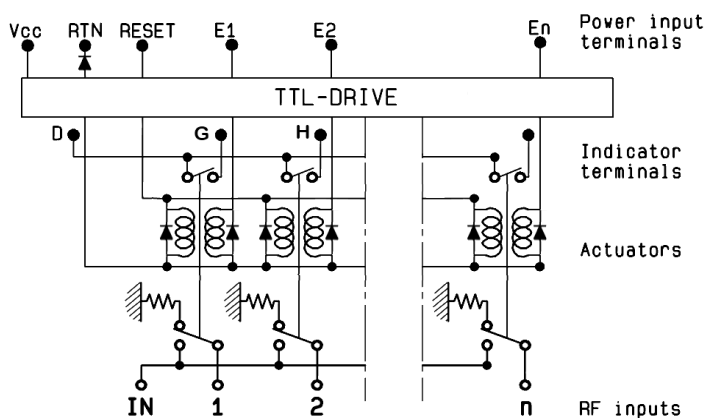 Vcc RTN RESET E1 E2 En Power input
terminals
TTL-DRIVE
D G H
Indicator
terminals
Actuators
IN 1 2 n RF inputs